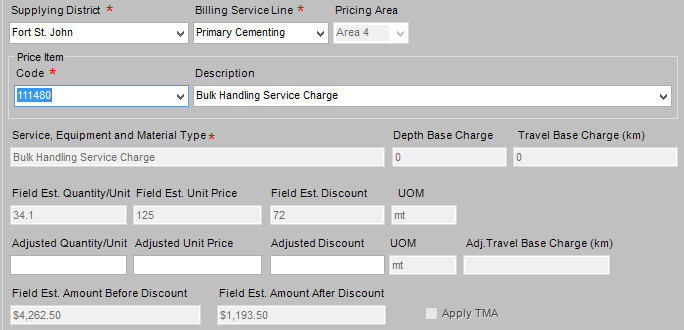 Supplying District * Billing Service Line * Pricing Area
Fort St. John Primary Cementing Area 4
Price Item
Code * Description
111480 Bulk Handling Service Charge
Service, Equipment and Material Type * Depth Base Charge Travel Base Charge (km)
Bulk Handling Service Charge 0 0
Field Est. Quantity/Unit Field Est. Unit Price Field Est. Discount UOM
34.1 125 72 mt
Adjusted Quantity/Unit Adjusted Unit Price Adjusted Discount UOM Adj.Travel Base Charge (km)
mt
Field Est. Amount Before Discount Field Est. Amount After Discount
$4,262.50 $1,193.50 Apply TMA